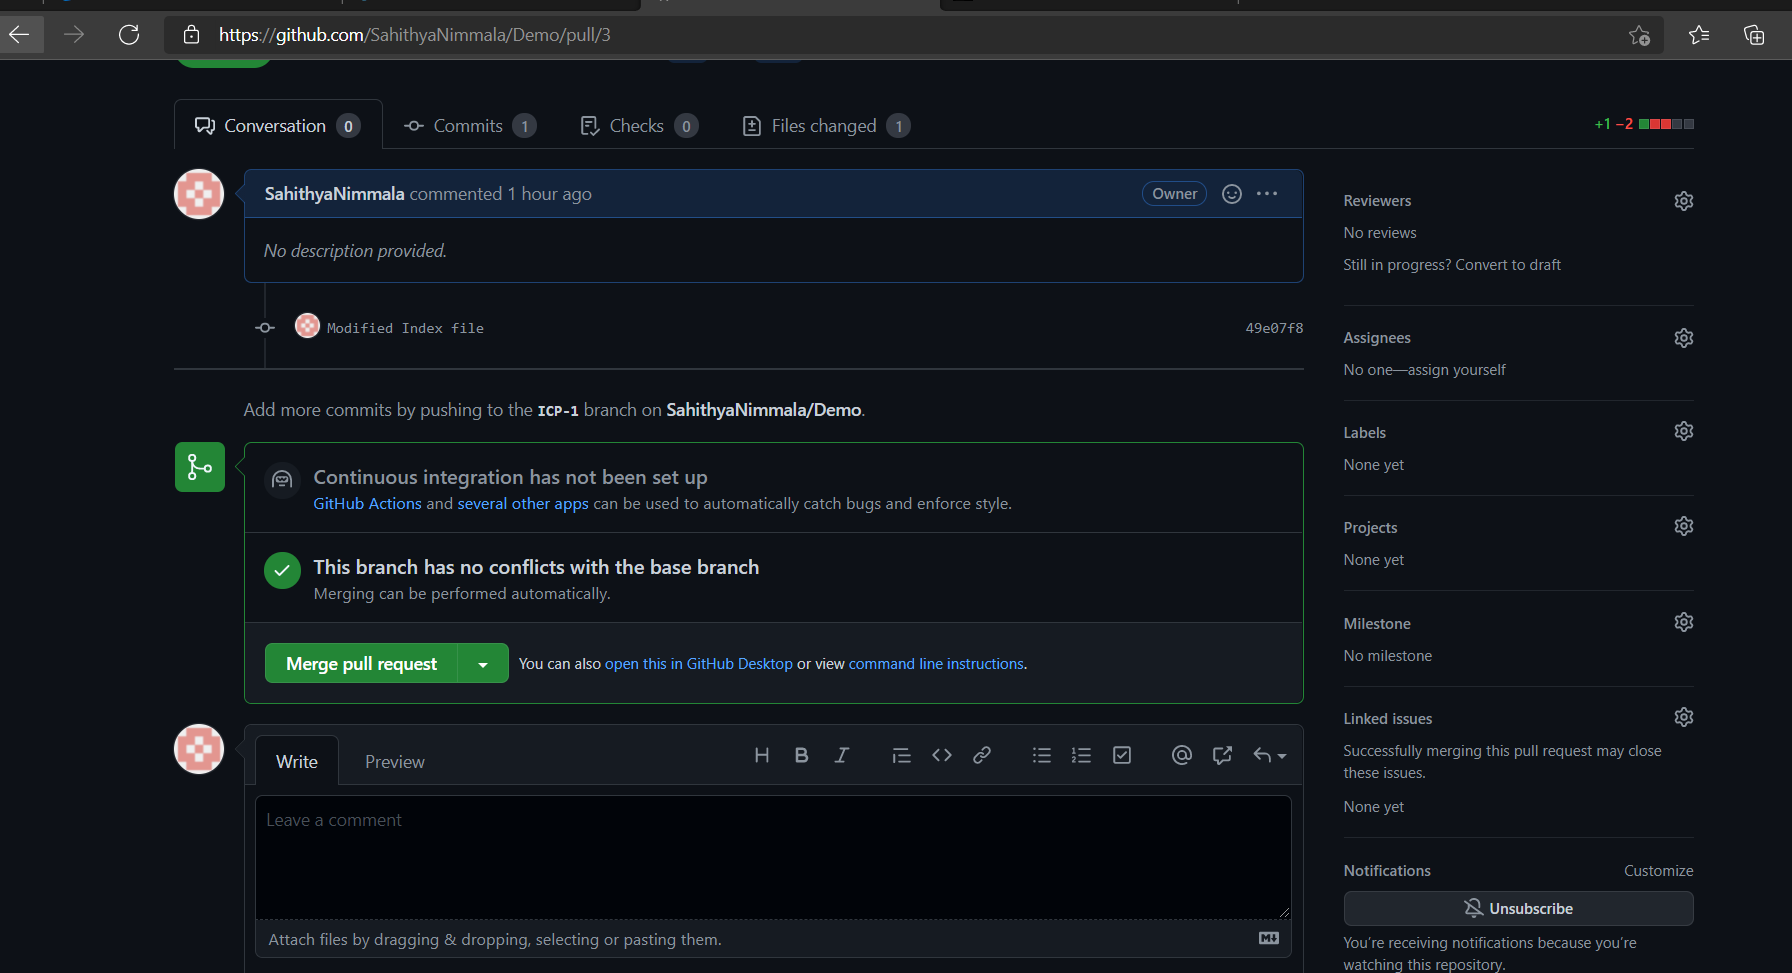 https://github.com/SahithyaNimmala/Demo/pull/3
Conversation 0 Commits 1 Checks 0 Files changed 1 +1 −2
SahithyaNimmala commented 1 hour ago Owner
No description provided.
Modified Index file 49e07f8
Add more commits by pushing to the ICP-1 branch on SahithyaNimmala/Demo.
Continuous integration has not been set up
GitHub Actions and several other apps can be used to automatically catch bugs and enforce style.
This branch has no conflicts with the base branch
Merging can be performed automatically.
Merge pull request You can also open this in GitHub Desktop or view command line instructions.
Write Preview
Leave a comment
Attach files by dragging & dropping, selecting or pasting them.
Reviewers
No reviews
Still in progress? Convert to draft
Assignees
No one—assign yourself
Labels
None yet
Projects
None yet
Milestone
No milestone
Linked issues
Successfully merging this pull request may close
these issues.
None yet
Notifications Customize
Unsubscribe
You're receiving notifications because you're
watching this repository.